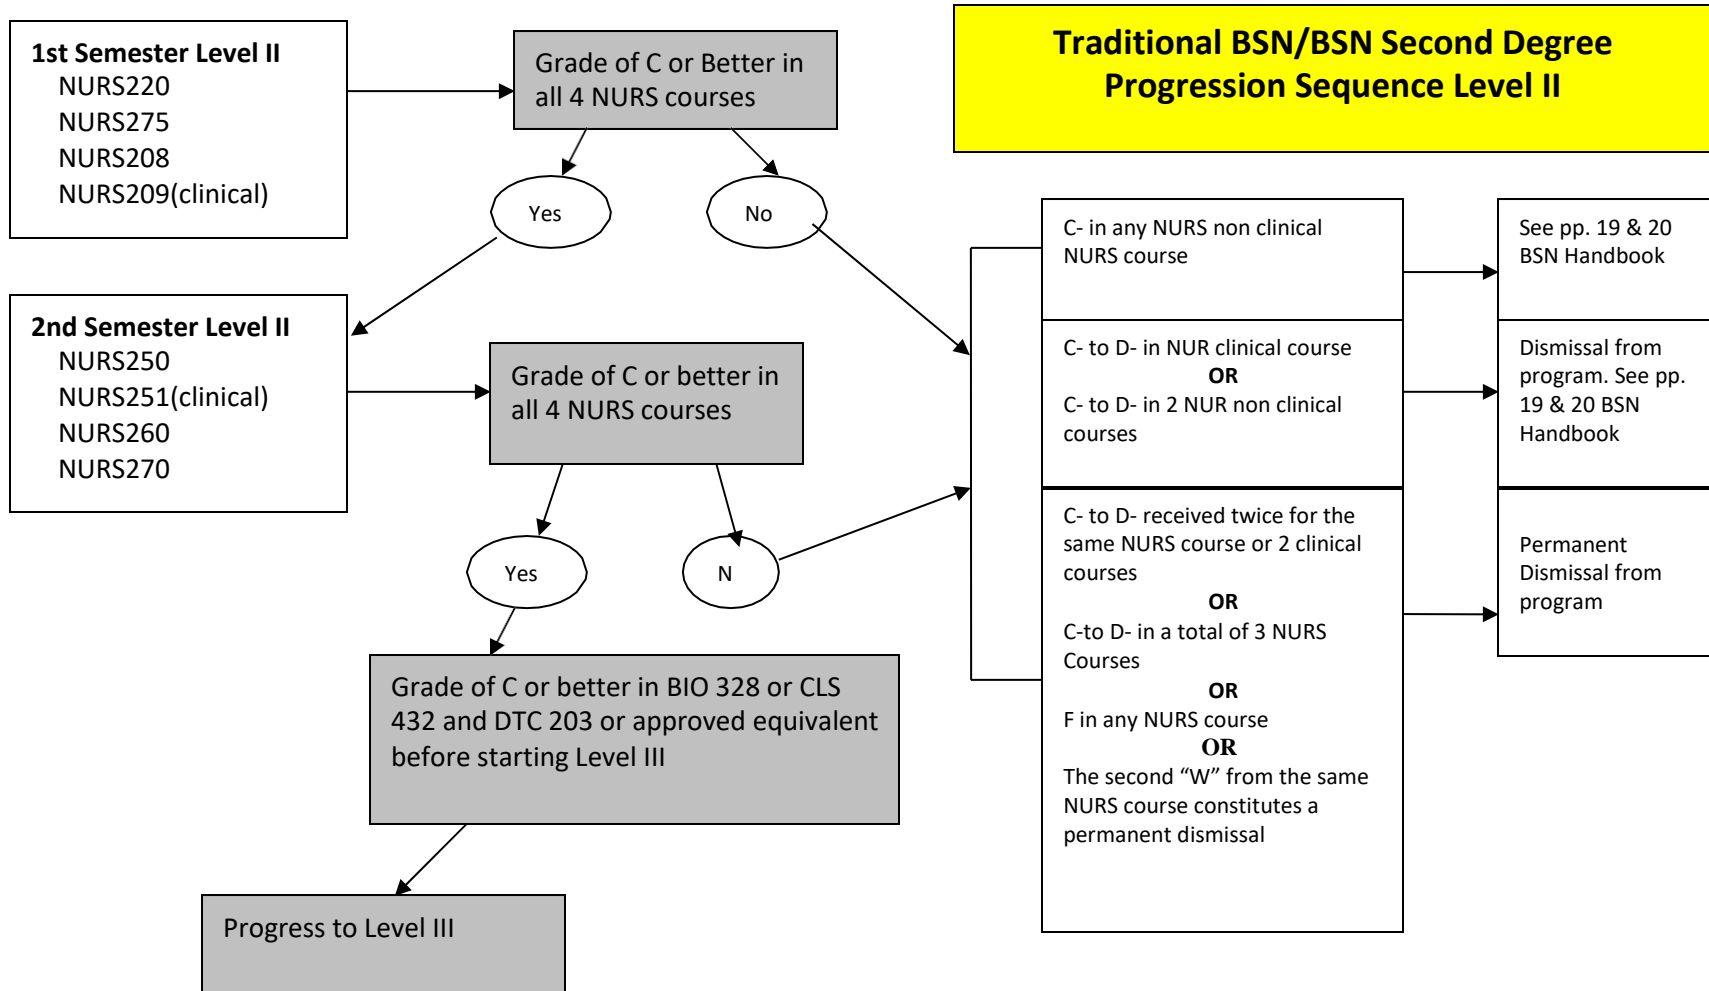 1st Semester Level II
NURS220
NURS275
NURS208
NURS209(clinical)
Grade of C or Better in
all 4 NURS courses
Traditional BSN/BSN Second Degree
Progression Sequence Level II
Yes
No
2nd Semester Level II
NURS250
NURS251(clinical)
NURS260
NURS270
Grade of C or better in
all 4 NURS courses
Yes
N
Grade of C or better in BIO 328 or CLS
432 and DTC 203 or approved equivalent
before starting Level III
Progress to Level III
C- in any NURS non clinical
NURS course
See pp. 19 & 20
BSN Handbook
C- to D- in NUR clinical course
OR
C- to D- in 2 NUR non clinical
courses
Dismissal from
program. See pp.
19 & 20 BSN
Handbook
C- to D- received twice for the
same NURS course or 2 clinical
courses
OR
C-to D- in a total of 3 NURS
Courses
OR
F in any NURS course
OR
The second “W” from the same
NURS course constitutes a
permanent dismissal
Permanent
Dismissal from
program